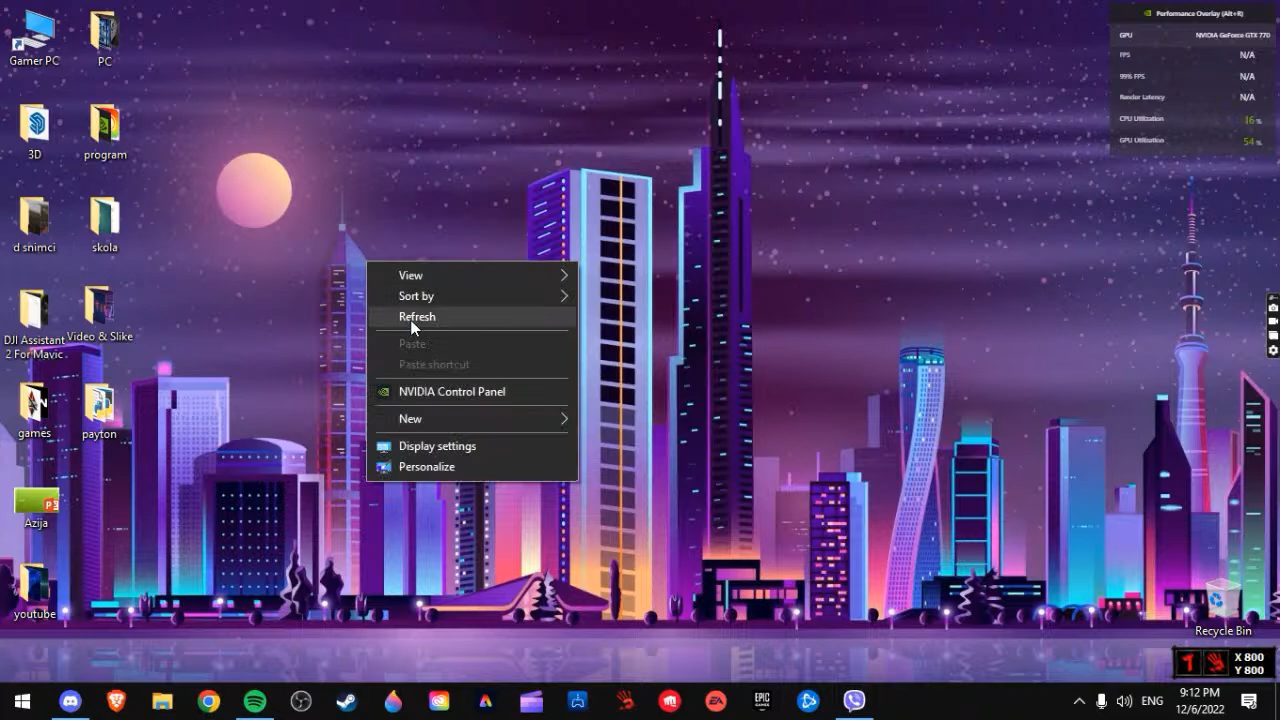 Gamer PC
PC
3D
program
d snimci
skola
DJI Assistant
2 For Mavic
Video & Slike
games
payton
Azija
youtube
View
Sort by
Refresh
Paste
Paste shortcut
NVIDIA Control Panel
New
Display settings
Personalize
Performance Overlay (Alt+R)
GPU NVIDIA GeForce GTX 770
FPS N/A
99% FPS N/A
Render Latency N/A
CPU Utilization 16 %
GPU Utilization 54 %
Recycle Bin
X 800
Y 800
EPIC
GAMES
EA
ENG
9:12 PM
12/6/2022